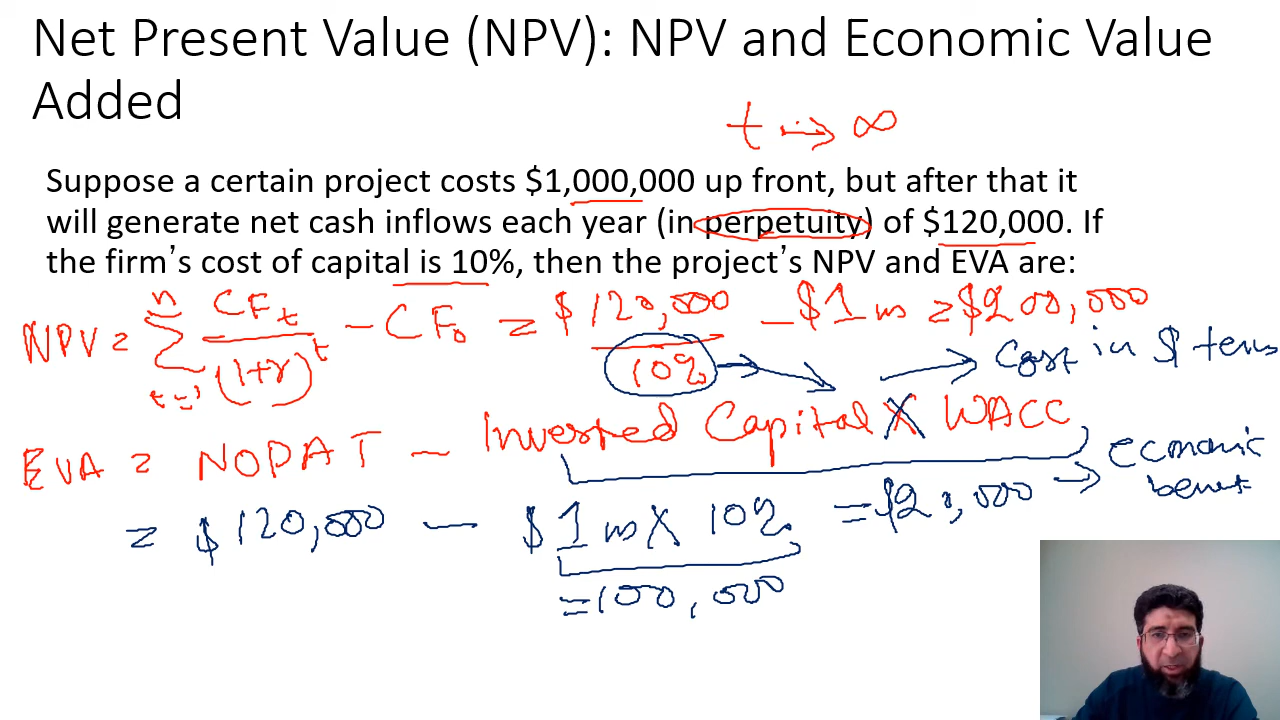 Net Present Value (NPV): NPV and Economic Value
Added
t → ∞
Suppose a certain project costs $1,000,000 up front, but after that it
will generate net cash inflows each year (in perpetuity) of $120,000. If
the firm’s cost of capital is 10%, then the project’s NPV and EVA are:
NPV = n ∑ t=1 CFt / (1+r)^t − CF0 = $120,000 / 10% − $1m = $200,000
→ Cost in $ terms
EVA = NOPAT − Invested Capital X WACC
= $120,000 − $1m X 10% = $20,000 → economic
benefit
= 100,000